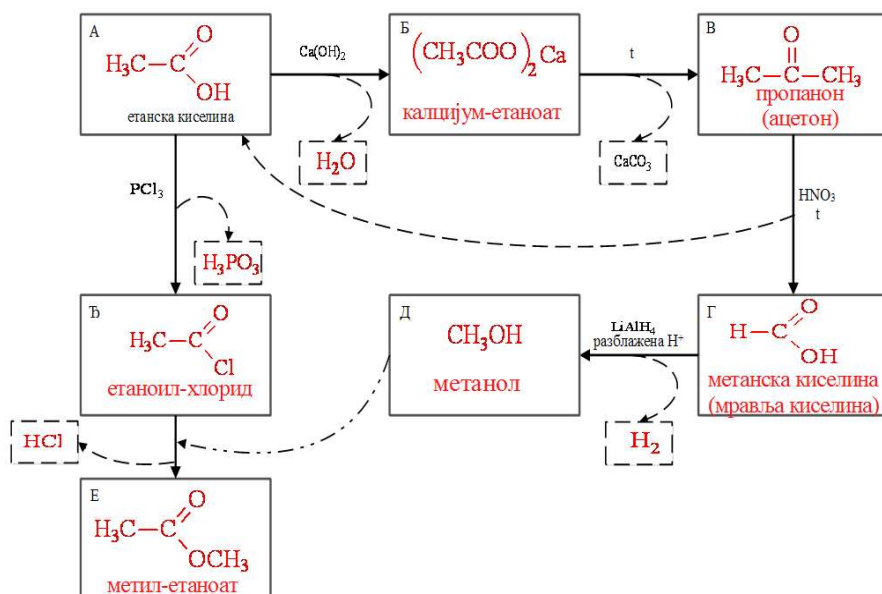 А
H₃C—C
O
OH
етанска киселина
Ca(OH)₂
H₂O
Б
(CH₃COO)₂Ca
калцијум-етаноат
t
CaCO₃
В
O
H₃C
CH₃
пропанон
(ацетон)
PCl₃
H₃PO₃
HNO₃
t
Ђ
H₃C—C
O
Cl
етаноил-хлорид
Д
CH₃OH
метанол
LiAlH₄
разблажена H⁺
H₂
Г
H—C
O
OH
метанска киселина
(мравља киселина)
HCl
Е
H₃C—C
O
OCH₃
метил-етаноат